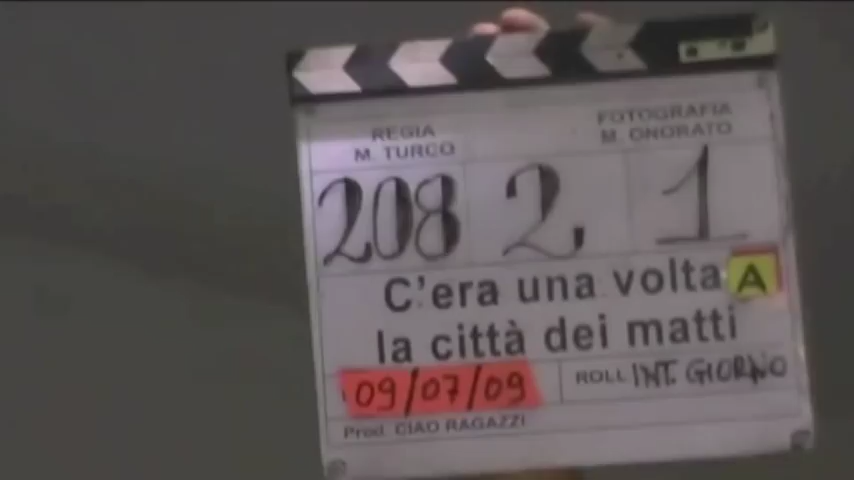 REGIA
M. TURCO
FOTOGRAFIA
M. ONORATO
208 2 1
C'era una volta A
la città dei matti
09/07/09
ROLL INT. GIORNO
Prod. CIAO RAGAZZI